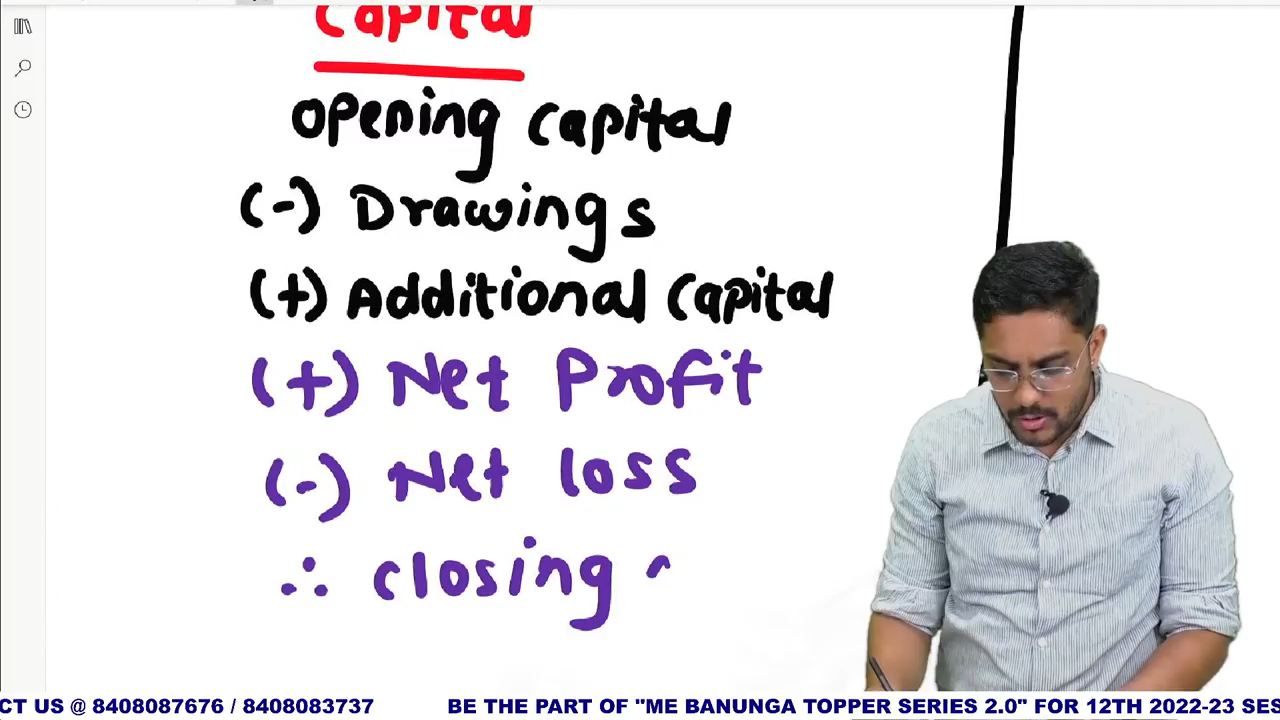 Capital
opening capital
(-) Drawings
(+) Additional Capital
(+) Net Profit
(-) Net loss
∴ closing
CT US @ 8408087676 / 8408083737 BE THE PART OF "ME BANUNGA TOPPER SERIES 2.0" FOR 12TH 2022-23 SES